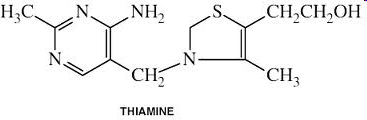 H₃C N NH₂ S CH₂CH₂OH
N CH₂ N CH₃
THIAMINE